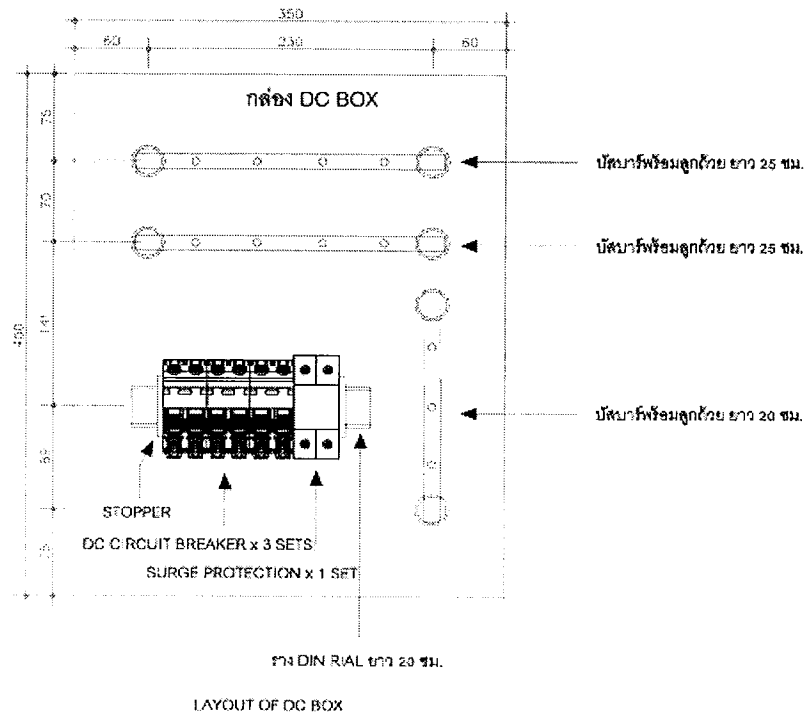 350
60 230 60
กล่อง DC BOX
75
บัสบาร์พร้อมลูกถ้วย ยาว 25 ซม.
70
บัสบาร์พร้อมลูกถ้วย ยาว 25 ซม.
450
141
บัสบาร์พร้อมลูกถ้วย ยาว 20 ซม.
STOPPER
DC CIRCUIT BREAKER x 3 SETS
SURGE PROTECTION x 1 SET
ราง DIN RIAL ยาว 20 ซม.
LAYOUT OF DC BOX